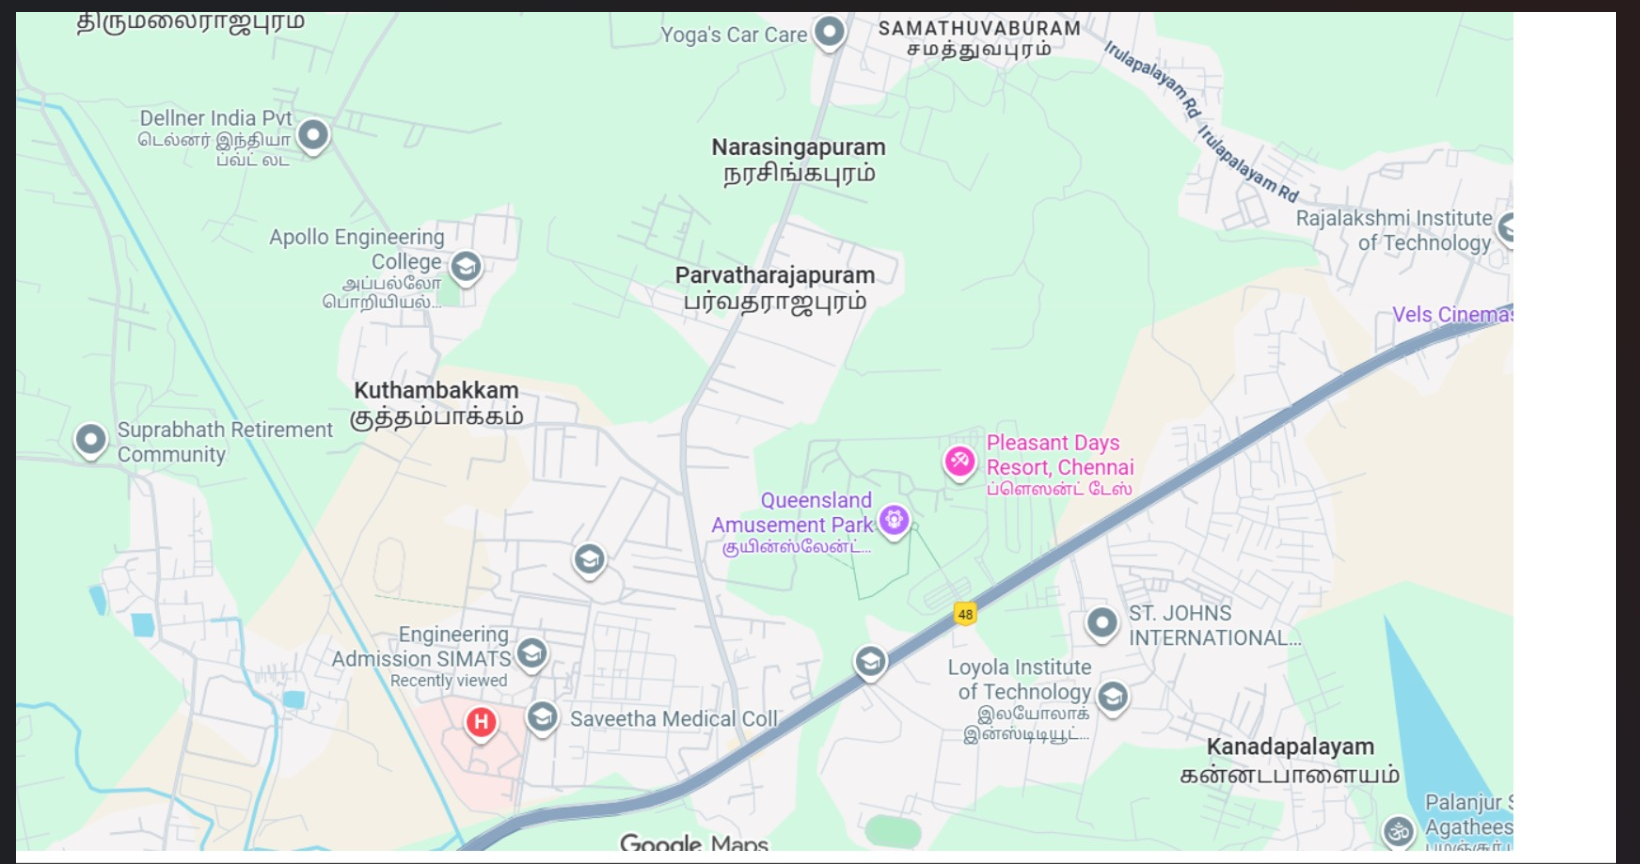 திருமலைராஜபுரம்
Yoga's Car Care
SAMATHUVABURAM
சமத்துவபுரம்
Irulapalayam Rd
Irulapalayam Rd
Dellner India Pvt
டெல்னர் இந்தியா
ப்வ்ட் லட
Narasingapuram
நரசிங்கபுரம்
Rajalakshmi Institute
of Technology
Apollo Engineering
College
அப்பல்லோ
பொறியியல்...
Parvatharajapuram
பர்வதராஜபுரம்
Vels Cinemas
Kuthambakkam
குத்தம்பாக்கம்
Suprabhath Retirement
Community
Pleasant Days
Resort, Chennai
ப்ளெஸன்ட் டேஸ்
Queensland
Amusement Park
குயின்ஸ்லேன்ட்...
48
ST. JOHNS
INTERNATIONAL...
Engineering
Admission SIMATS
Recently viewed
Loyola Institute
of Technology
இலயோலாக்
இன்ஸ்டிடியூட்...
H
Saveetha Medical Coll
Kanadapalayam
கன்னடபாளையம்
Palanjur
Agathees
Google Maps